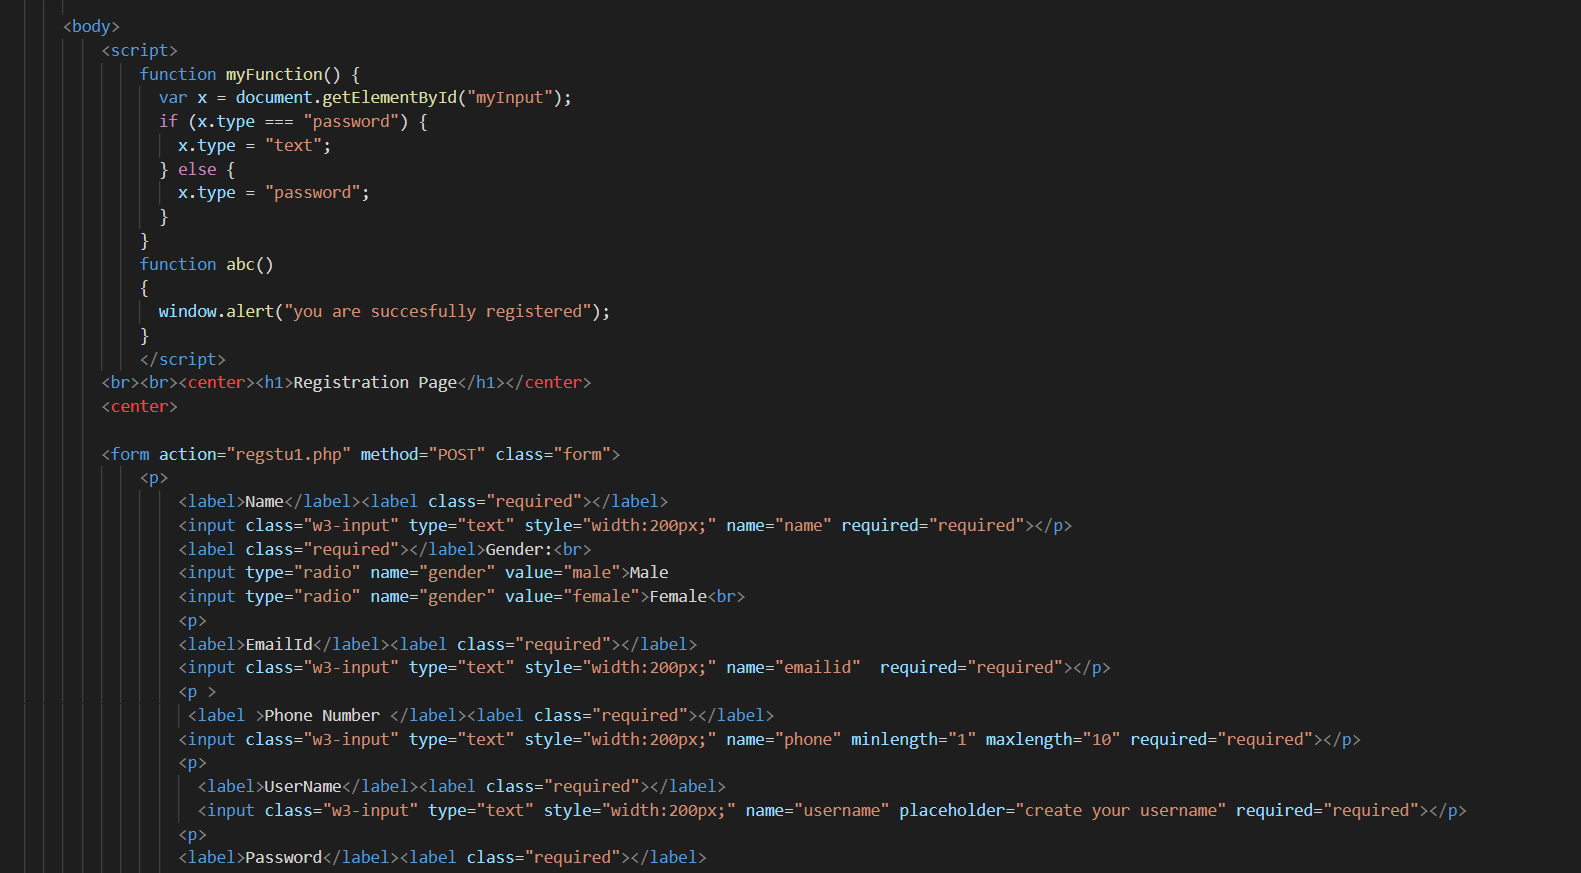 <body>
<script>
function myFunction() {
var x = document.getElementById("myInput");
if (x.type === "password") {
x.type = "text";
} else {
x.type = "password";
}
}
function abc()
{
window.alert("you are succesfully registered");
}
</script>
<br><br><center><h1>Registration Page</h1></center>
<center>
<form action="regstu1.php" method="POST" class="form">
<p>
<label>Name</label><label class="required"></label>
<input class="w3-input" type="text" style="width:200px;" name="name" required="required"></p>
<label class="required"></label>Gender:<br>
<input type="radio" name="gender" value="male">Male
<input type="radio" name="gender" value="female">Female<br>
<p>
<label>EmailId</label><label class="required"></label>
<input class="w3-input" type="text" style="width:200px;" name="emailid"  required="required"></p>
<p >
<label >Phone Number </label><label class="required"></label>
<input class="w3-input" type="text" style="width:200px;" name="phone" minlength="1" maxlength="10" required="required"></p>
<p>
<label>UserName</label><label class="required"></label>
<input class="w3-input" type="text" style="width:200px;" name="username" placeholder="create your username" required="required"></p>
<p>
<label>Password</label><label class="required"></label>